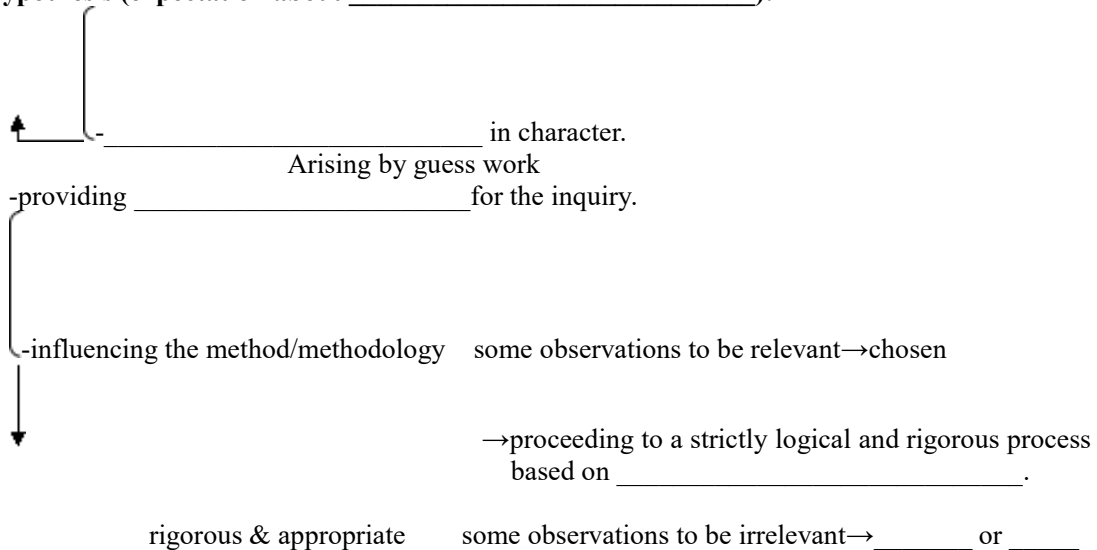 ____________________________):
-___________________________ in character.
Arising by guess work
-providing ________________________for the inquiry.
-influencing the method/methodology some observations to be relevant→chosen
→proceeding to a strictly logical and rigorous process
based on _____________________________.
rigorous & appropriate some observations to be irrelevant→_______ or _____